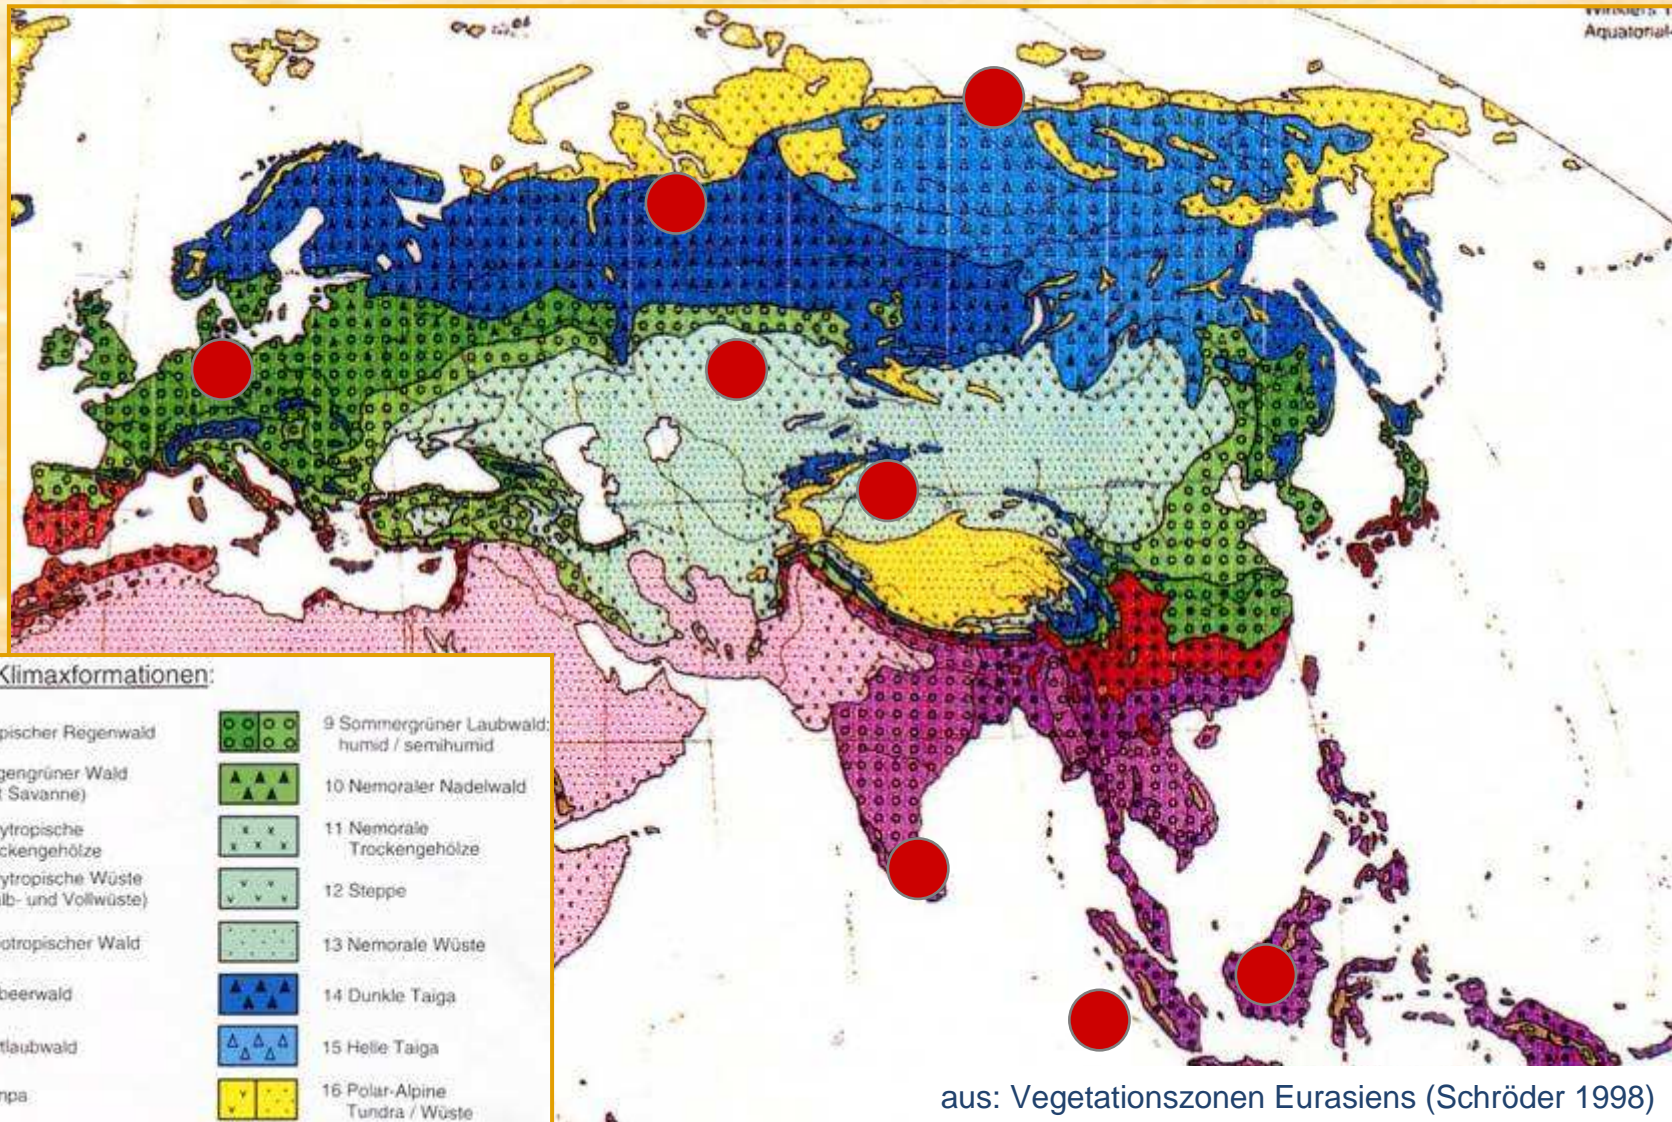 Aquatorial-
Klimaxformationen:
pischer Regenwald
gengrüner Wald
t Savanne)
ytropische
ckengehölze
ytropische Wüste
lb- und Vollwüste)
otropischer Wald
beerwald
tlaubwald
npa
9 Sommergrüner Laubwald:
humid / semihumid
10 Nemoraler Nadelwald
11 Nemorale
Trockengehölze
12 Steppe
13 Nemorale Wüste
14 Dunkle Taiga
15 Helle Taiga
16 Polar-Alpine
Tundra / Wüste
aus: Vegetationszonen Eurasiens (Schröder 1998)